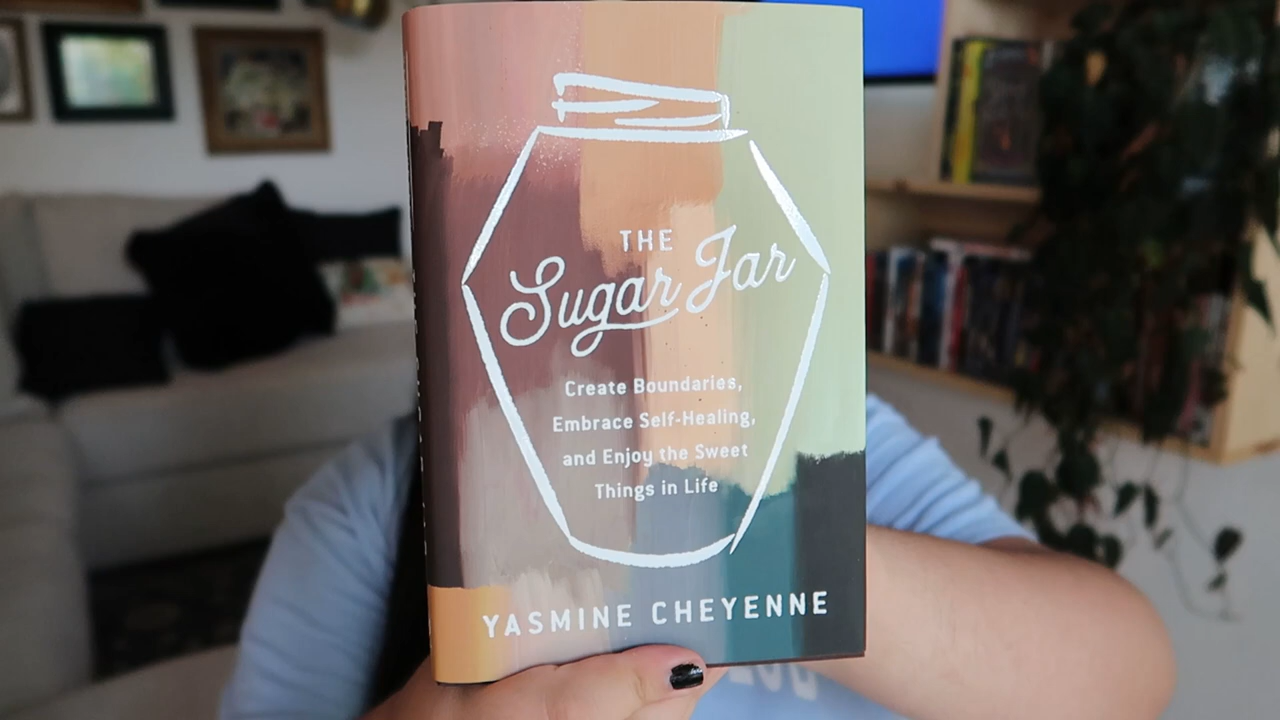 THE
Sugar Jar
Create Boundaries,
Embrace Self-Healing,
and Enjoy the Sweet
Things in Life
YASMINE CHEYENNE